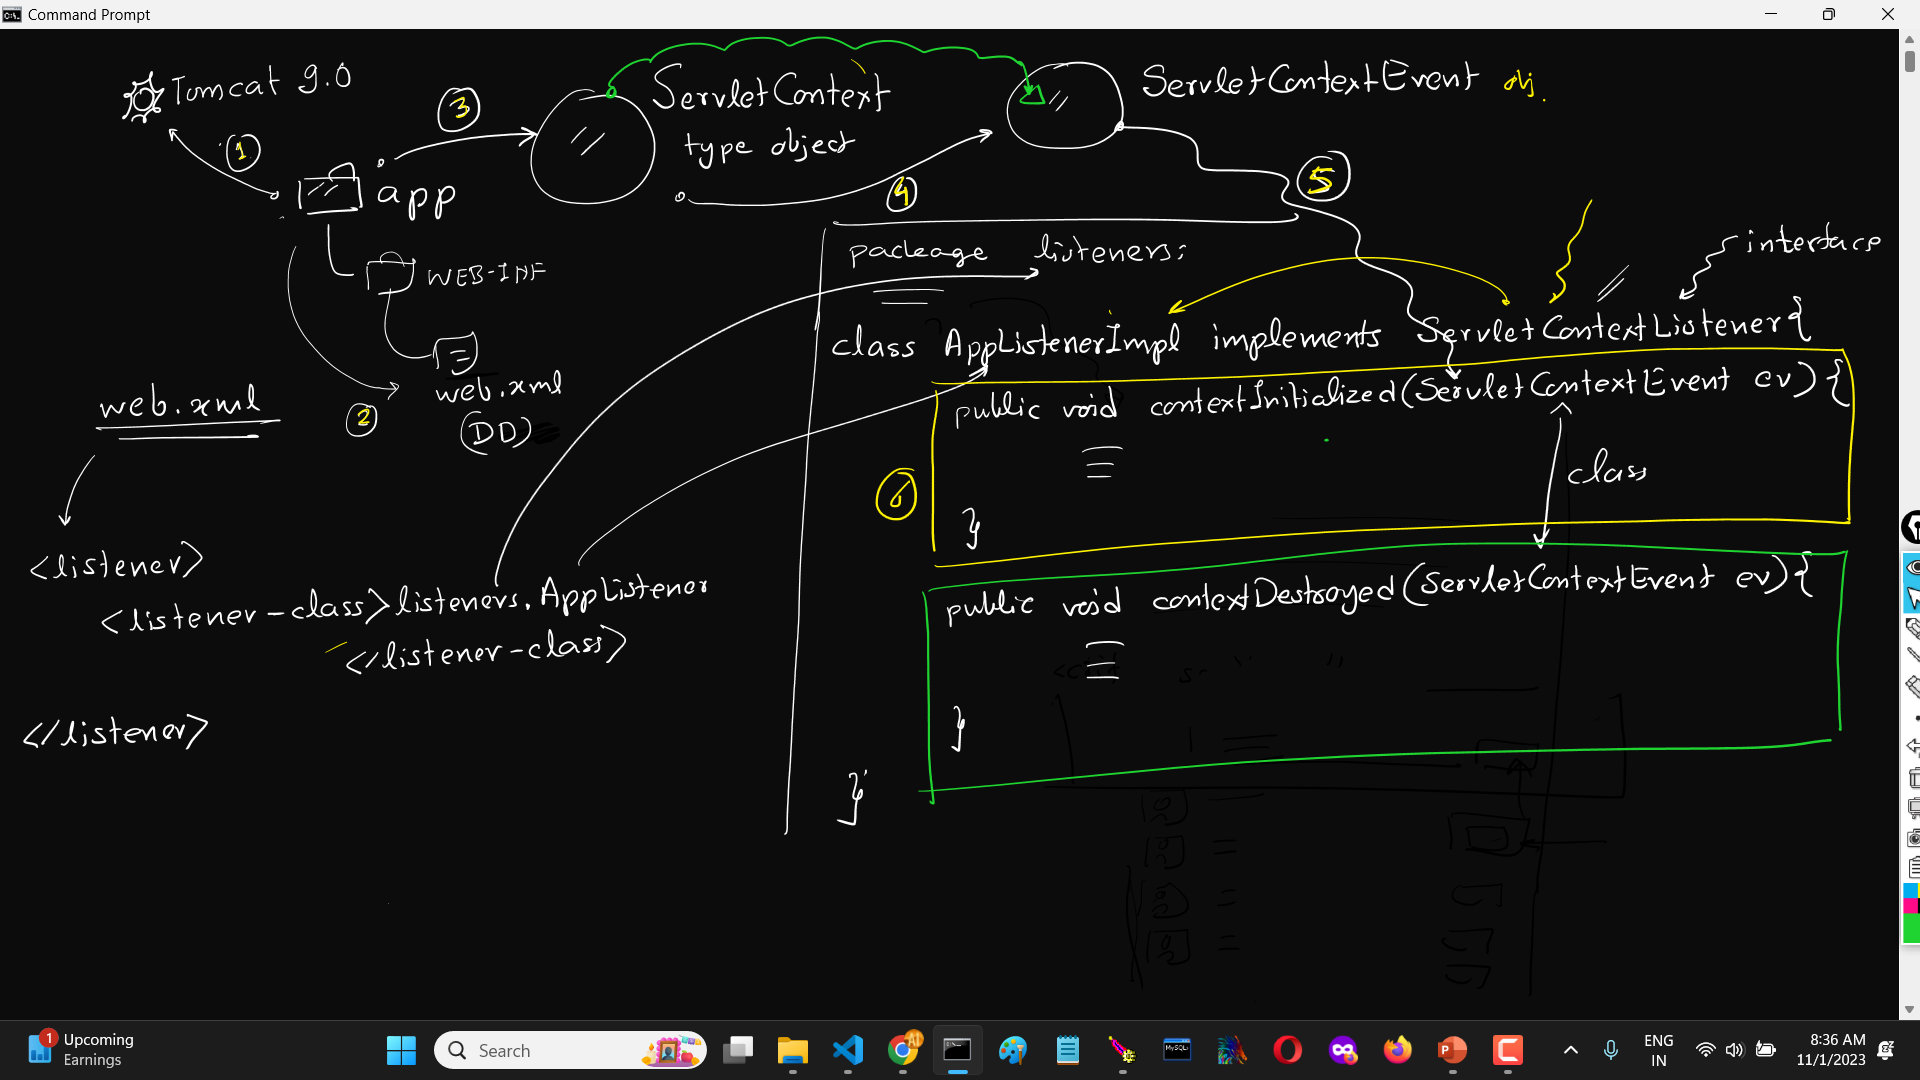 Command Prompt
Tomcat 9.0
1
3
ServletContext
type object
ServletContextEvent obj.
app
4
5
WEB-INF
package listeners;
interface
class AppListenerImpl implements ServletContextListener{
web.xml
(DD)
2
web.xml
public void contextInitialized(ServletContextEvent ev){
class
6
}
<listener>
<listener-class>listeners.AppListener
</listener-class>
</listener>
public void contextDestroyed(ServletContextEvent ev){
}
}
1
Upcoming
Earnings
Search
AI
MySQL
ENG
IN
8:36 AM
11/1/2023